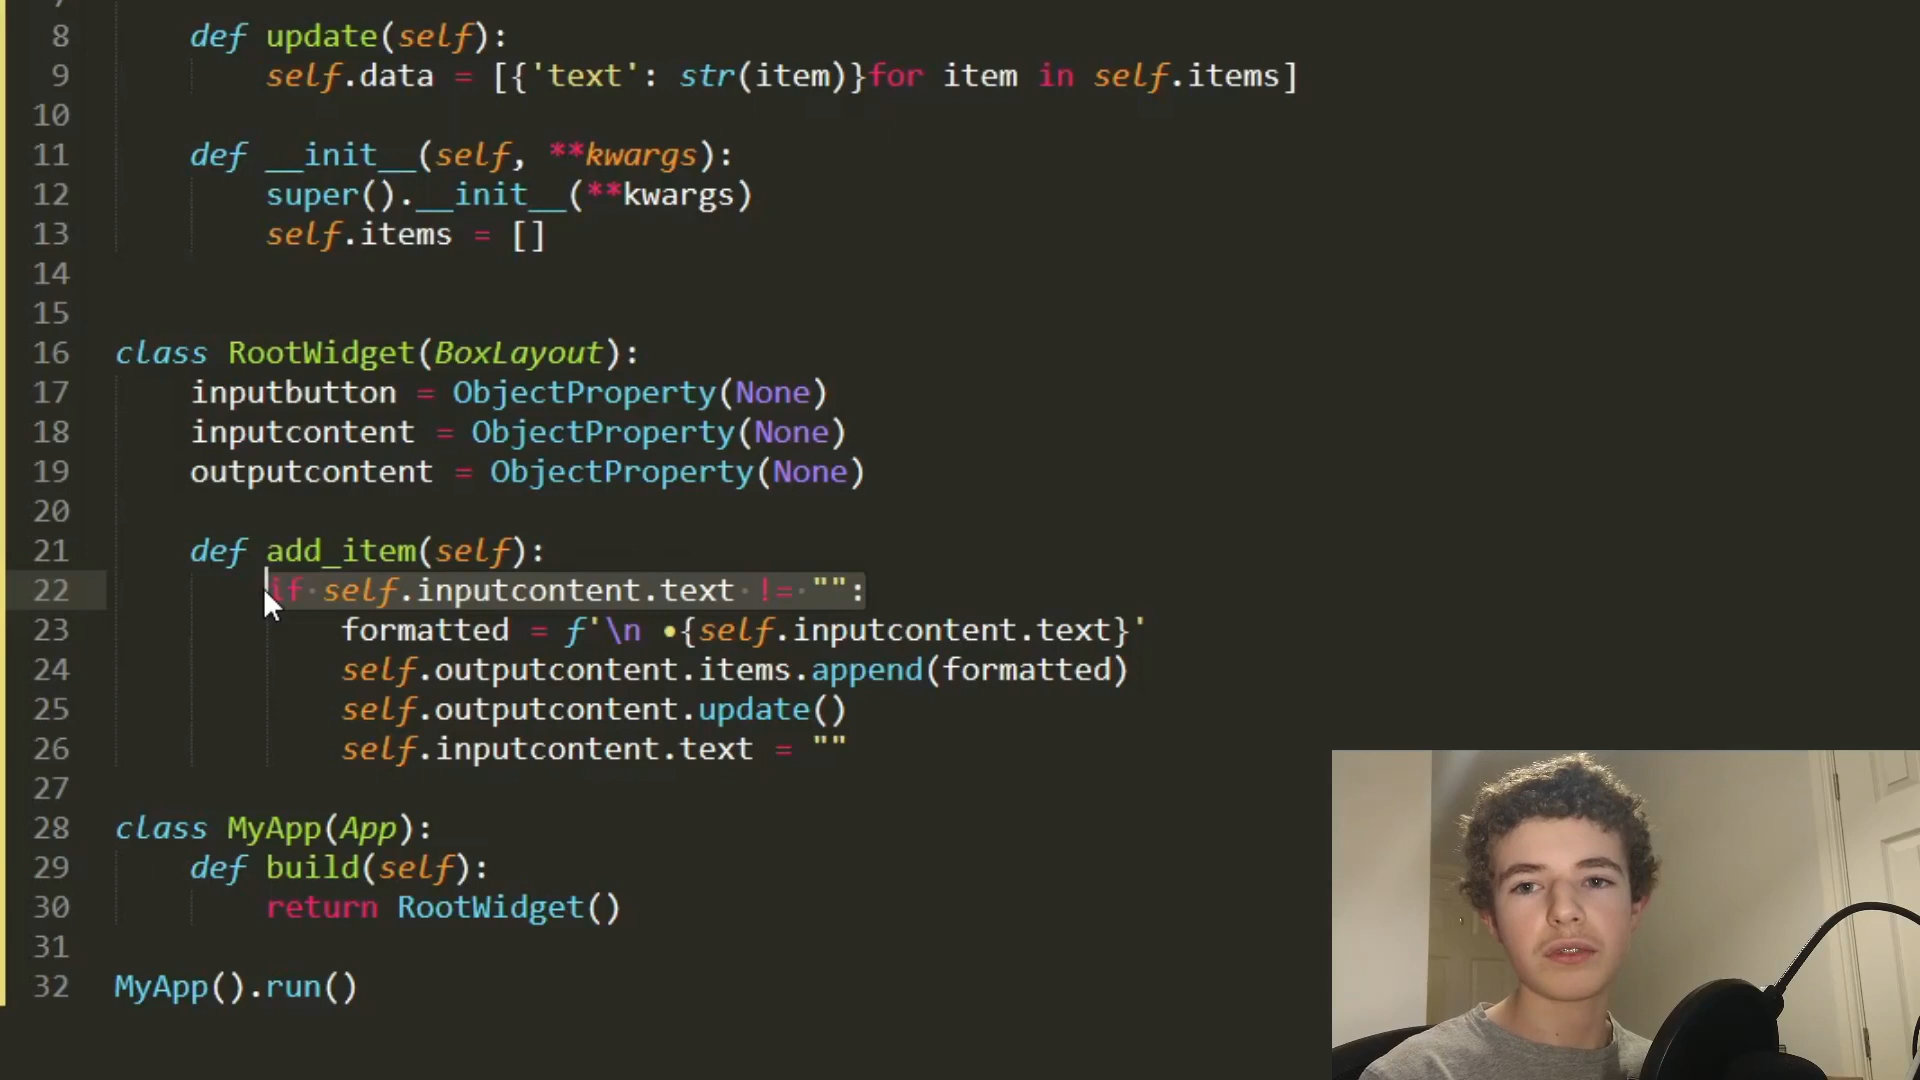 8 def update(self):
9 self.data = [{'text': str(item)}for item in self.items]
10
11 def __init__(self, **kwargs):
12 super().__init__(**kwargs)
13 self.items = []
14
15
16 class RootWidget(BoxLayout):
17 inputbutton = ObjectProperty(None)
18 inputcontent = ObjectProperty(None)
19 outputcontent = ObjectProperty(None)
20
21 def add_item(self):
22 if self.inputcontent.text != "":
23 formatted = f'\n •{self.inputcontent.text}'
24 self.outputcontent.items.append(formatted)
25 self.outputcontent.update()
26 self.inputcontent.text = ""
27
28 class MyApp(App):
29 def build(self):
30 return RootWidget()
31
32 MyApp().run()